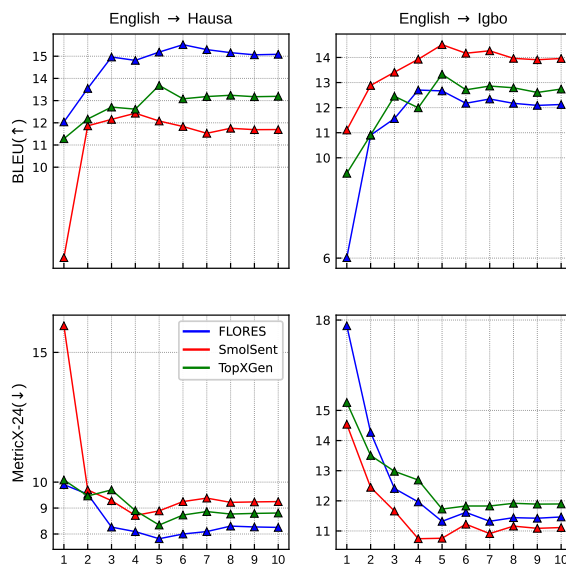 English → Hausa
English → Igbo
BLEU(↑)
15
14
13
12
11
10
14
12
11
10
6
MetricX-24(↓)
15
10
9
8
FLORES
SmolSent
TopXGen
18
15
14
13
12
11
1 2 3 4 5 6 7 8 9 10
1 2 3 4 5 6 7 8 9 10